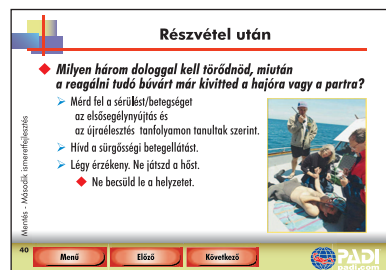 Részvétel után
Milyen három dologgal kell törődnöd, miután
a reagálni tudó búvárt már kivitted a hajóra vagy a partra?
Mérd fel a sérülést/betegséget
az elsősegélynyújtás és
az újraélesztés tanfolyamon tanultak szerint.
Hívd a sürgősségi betegellátást.
Légy érzékeny. Ne játszd a hőst.
Ne becsüld le a helyzetet.
Mentés - Második ismeretfejlesztés
40
Menű
Előző
Következő
PADI
padi.com